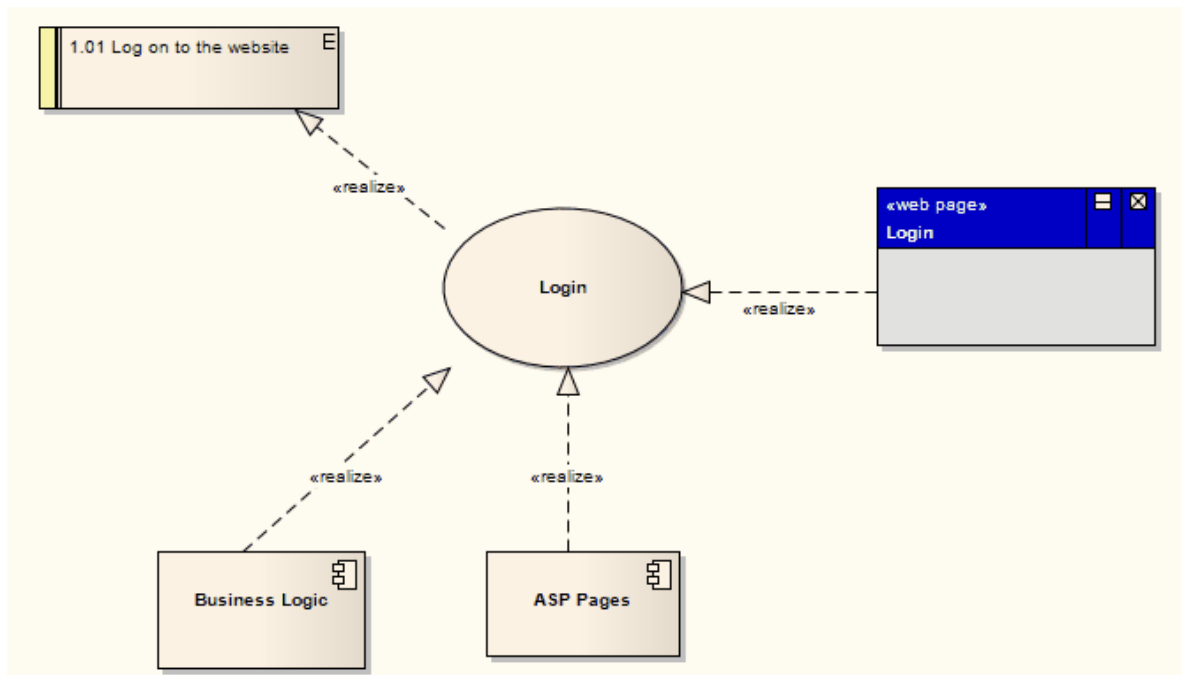 1.01 Log on to the website E
«realize»
«web page»
Login
Login
«realize»
«realize»
«realize»
Business Logic
ASP Pages